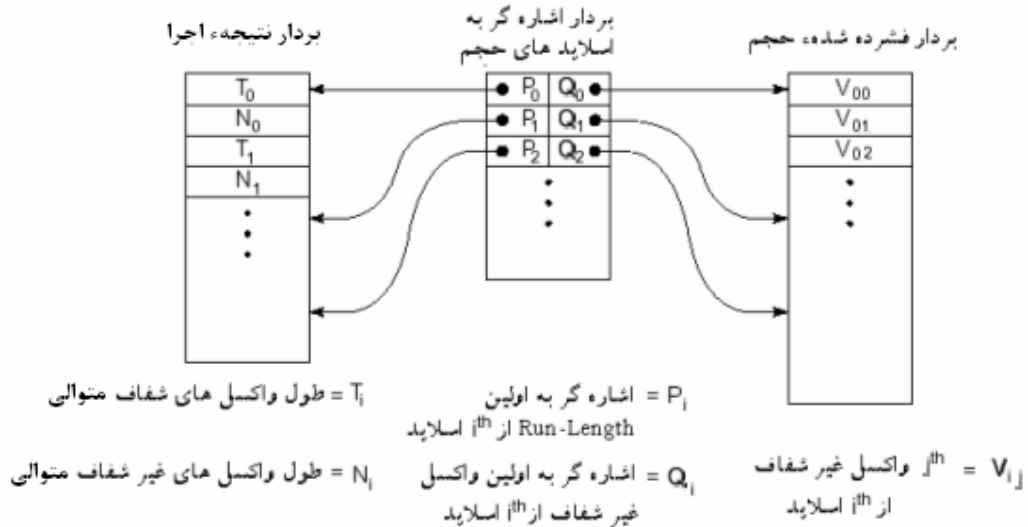 بردار نتیجهء اجرا
بردار اشاره گر به
اسلاید های حجم
بردار فشرده شدهء حجم
T0
N0
T1
N1
P0 Q0
P1 Q1
P2 Q2
V00
V01
V02
Ti = طول واکسل های شفاف متوالی
Pi = اشاره گر به اولین
Run-Length از ith اسلاید
Ni = طول واکسل های غیر شفاف متوالی
Qi = اشاره گر به اولین واکسل
غیر شفاف از ith اسلاید
Vij = jth واکسل غیر شفاف
از ith اسلاید